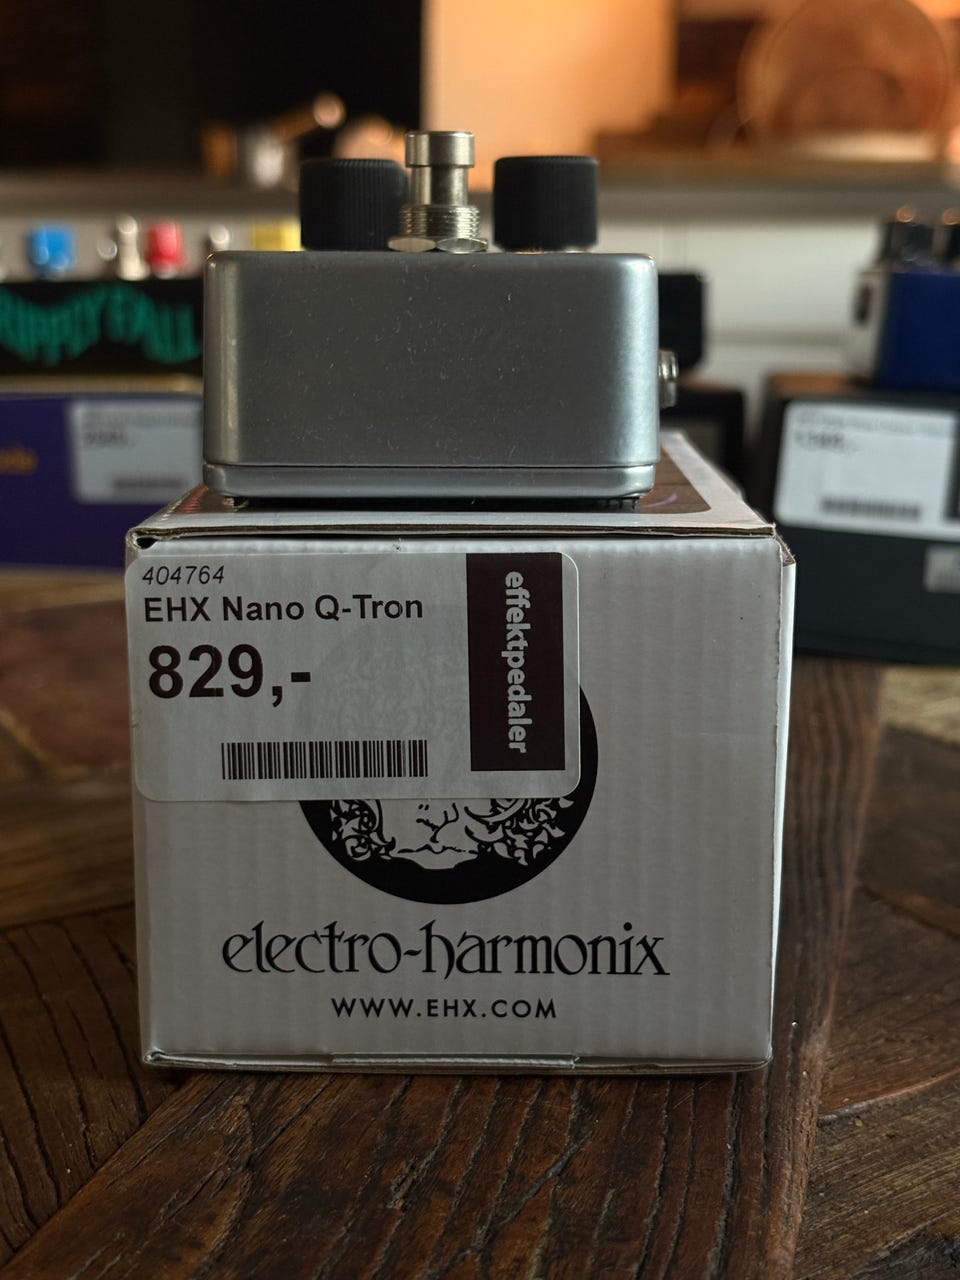 404764
EHX Nano Q-Tron
829,-
effektpedaler
electro-harmonix
WWW.EHX.COM